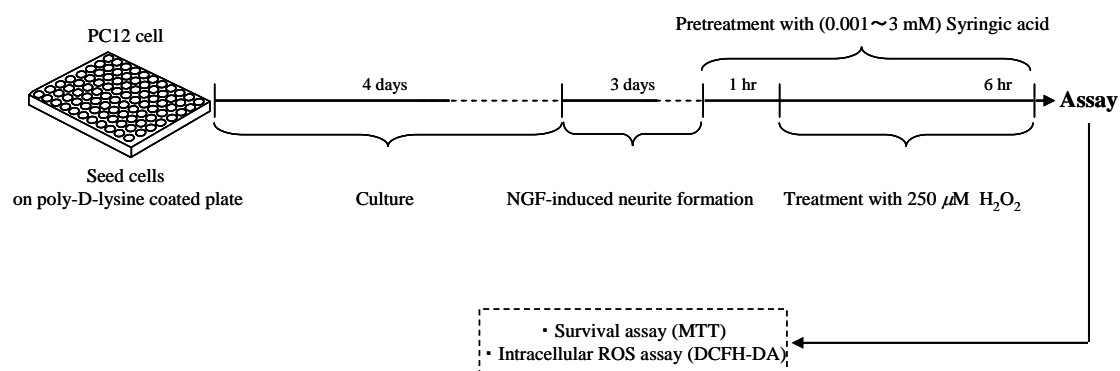 Pretreatment with (0.001～3 mM) Syringic acid
PC12 cell
4 days
3 days
1 hr
6 hr
Assay
Seed cells
on poly-D-lysine coated plate
Culture
NGF-induced neurite formation
Treatment with 250 μM H₂O₂
・Survival assay (MTT)
・Intracellular ROS assay (DCFH-DA)